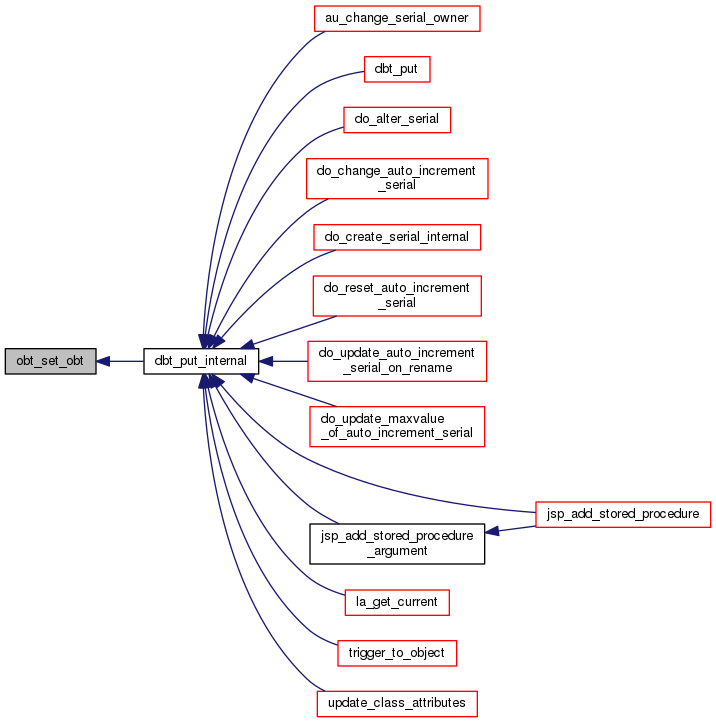 au_change_serial_owner
dbt_put
do_alter_serial
do_change_auto_increment
_serial
do_create_serial_internal
do_reset_auto_increment
_serial
obt_set_obt
dbt_put_internal
do_update_auto_increment
_serial_on_rename
do_update_maxvalue
_of_auto_increment_serial
jsp_add_stored_procedure
jsp_add_stored_procedure
_argument
la_get_current
trigger_to_object
update_class_attributes